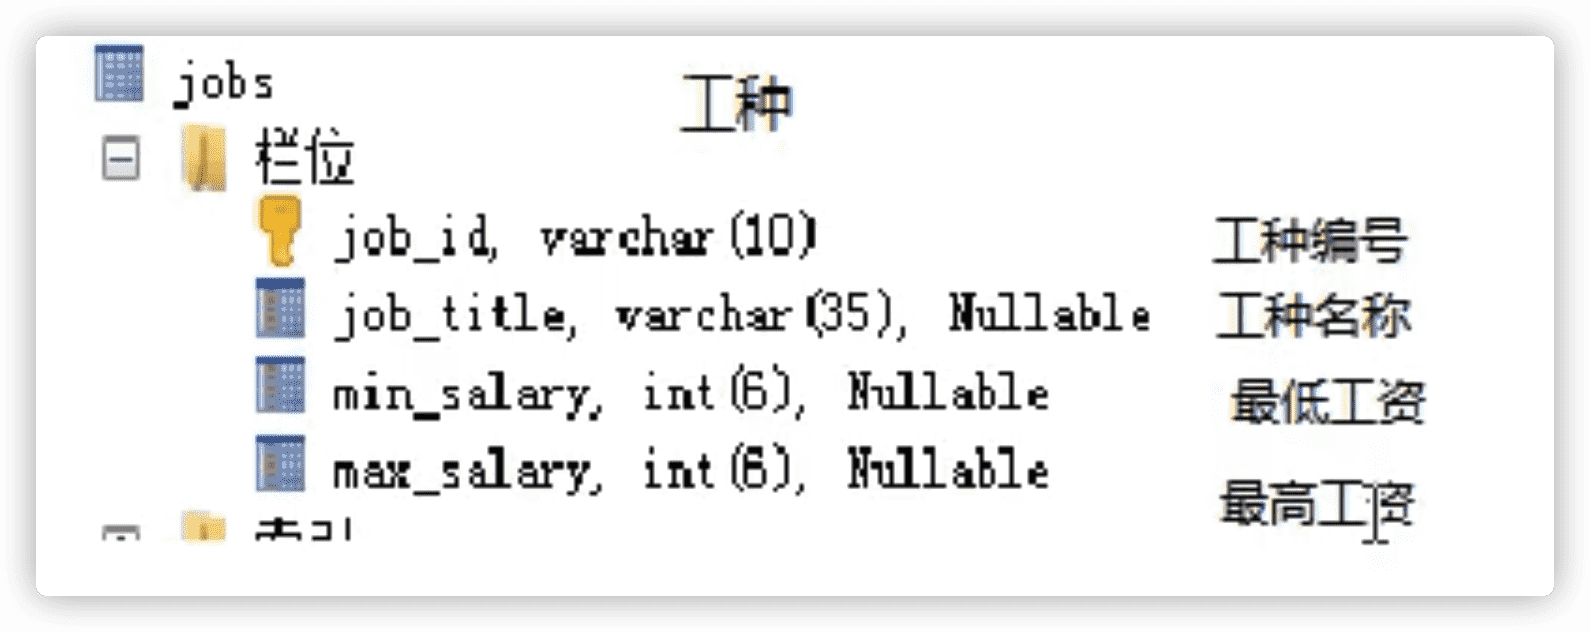 jobs 工种
栏位
job_id, varchar(10) 工种编号
job_title, varchar(35), Nullable 工种名称
min_salary, int(6), Nullable 最低工资
max_salary, int(6), Nullable 最高工资